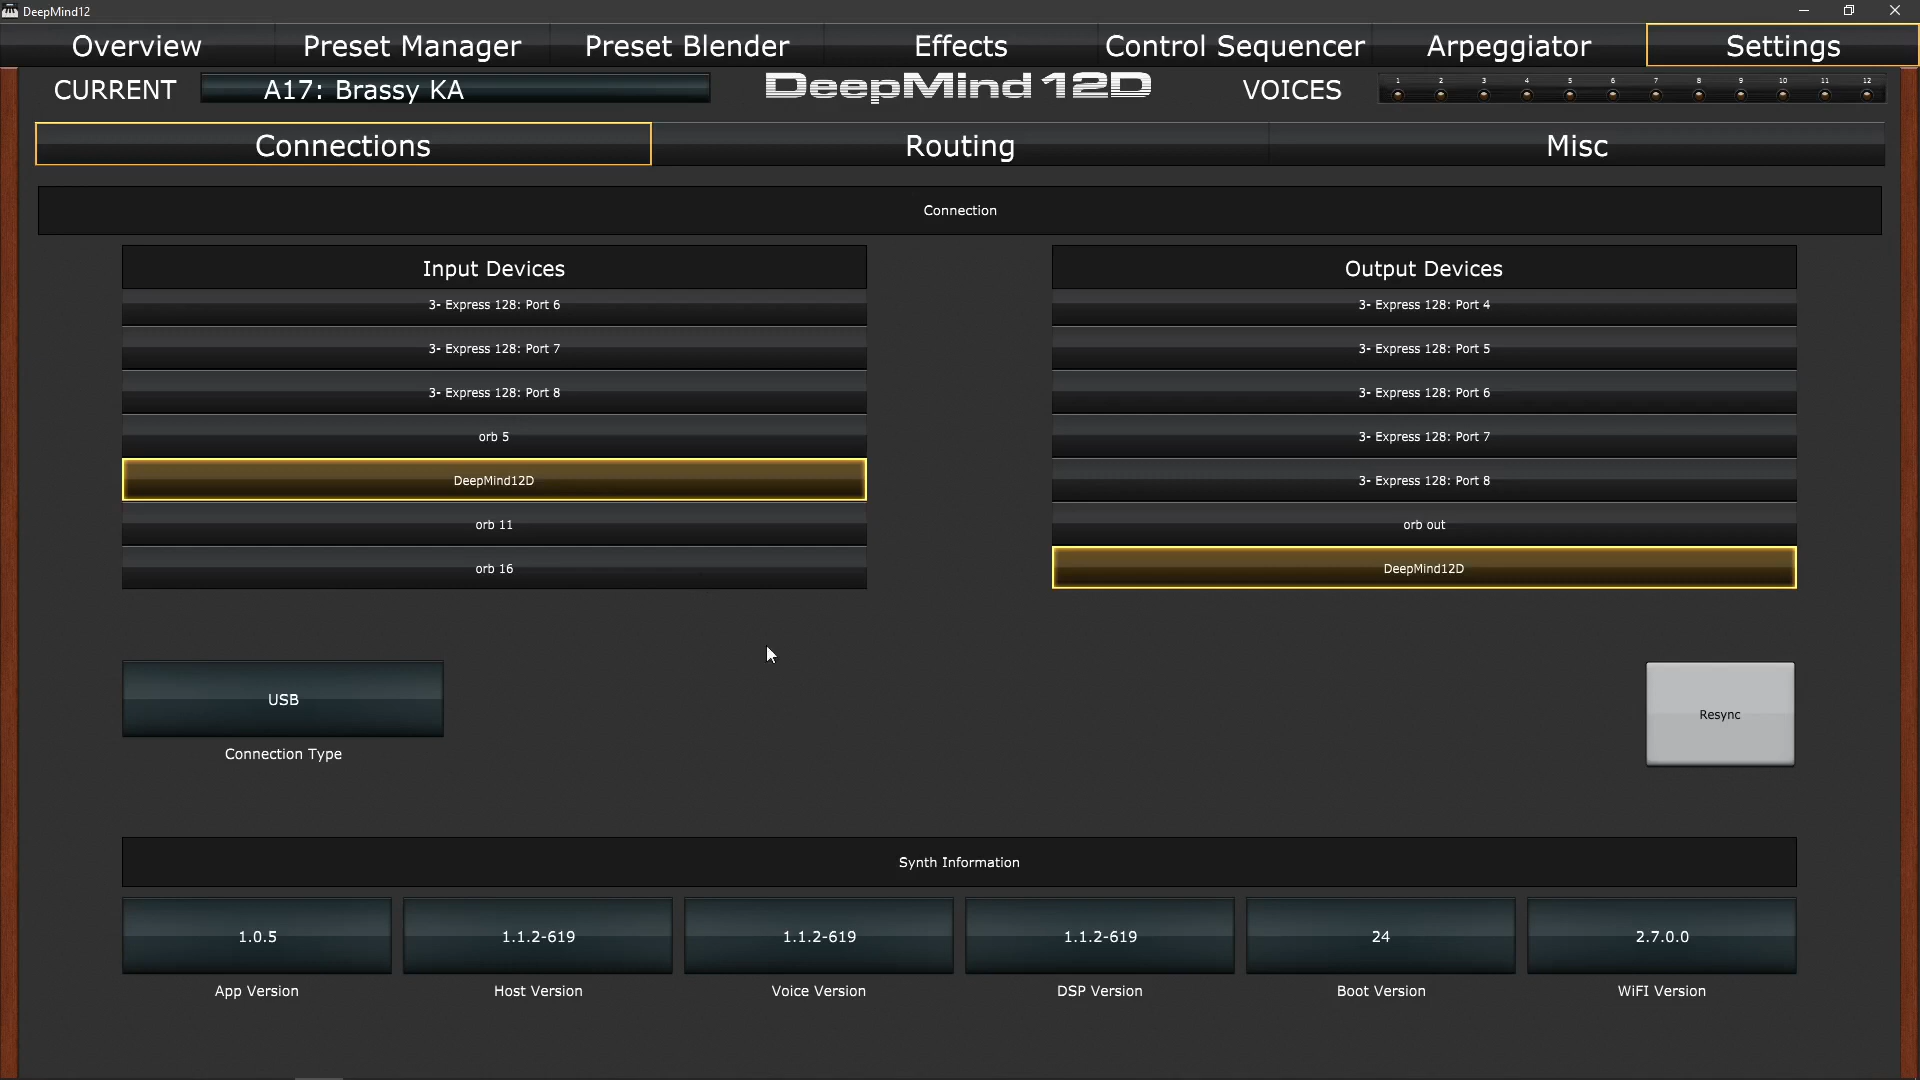 DeepMind12
Overview Preset Manager Preset Blender Effects Control Sequencer Arpeggiator Settings
CURRENT A17: Brassy KA DeepMind 12D VOICES 1 2 3 4 5 6 7 8 9 10 11 12
Connections Routing Misc
Connection
Input Devices
3- Express 128: Port 6
3- Express 128: Port 7
3- Express 128: Port 8
orb 5
DeepMind12D
orb 11
orb 16
Output Devices
3- Express 128: Port 4
3- Express 128: Port 5
3- Express 128: Port 6
3- Express 128: Port 7
3- Express 128: Port 8
orb out
DeepMind12D
USB
Connection Type
Resync
Synth Information
1.0.5 1.1.2-619 1.1.2-619 1.1.2-619 24 2.7.0.0
App Version Host Version Voice Version DSP Version Boot Version WiFI Version